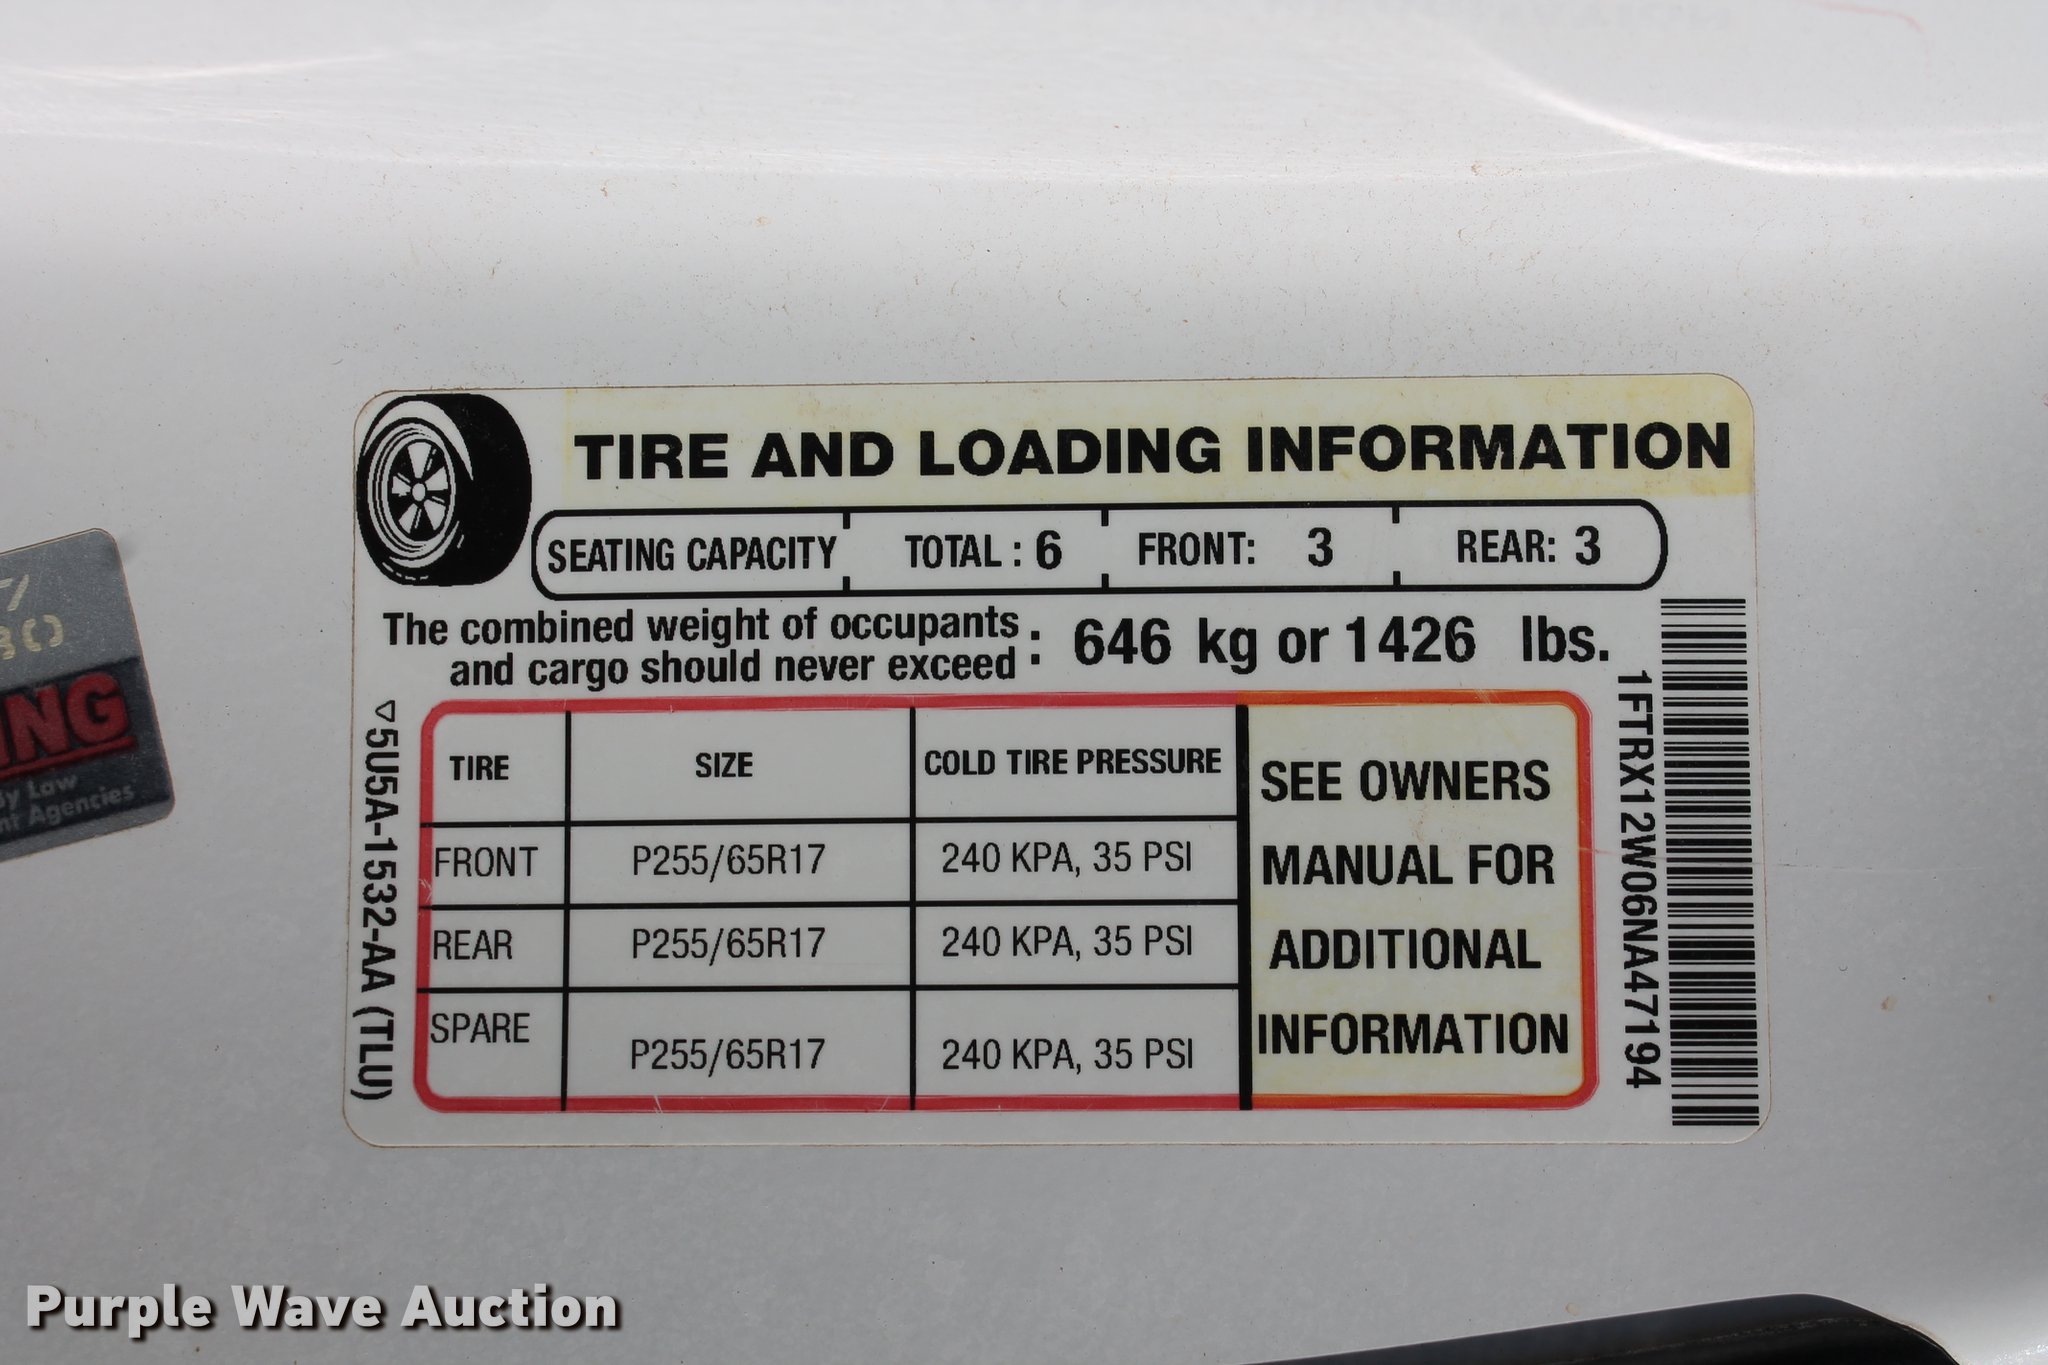 TIRE AND LOADING INFORMATION
SEATING CAPACITY TOTAL : 6 FRONT: 3 REAR: 3
The combined weight of occupants
and cargo should never exceed : 646 kg or 1426 lbs.
TIRE SIZE COLD TIRE PRESSURE
FRONT P255/65R17 240 KPA, 35 PSI
REAR P255/65R17 240 KPA, 35 PSI
SPARE P255/65R17 240 KPA, 35 PSI
SEE OWNERS
MANUAL FOR
ADDITIONAL
INFORMATION
5U5A-1532-AA (TLU)
1FTRX12W06NA47194
By Law
Agencies
Purple Wave Auction